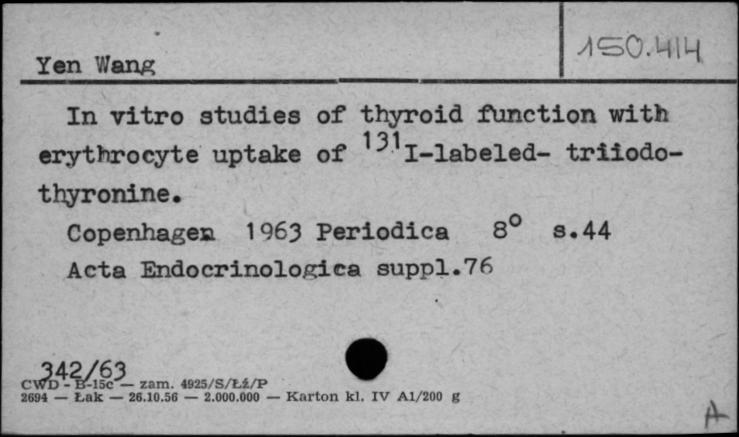 150.414
Yen Wang
In vitro studies of thyroid function with
erythrocyte uptake of 131I-labeled- triiodo-
thyronine.
Copenhagen 1963 Periodica 8° s.44
Acta Endocrinologica suppl.76
342/63
CWD - B-15c — zam. 4925/S/Łź/P
2694 — Łak — 26.10.56 — 2.000.000 — Karton kl. IV A1/200 g
A